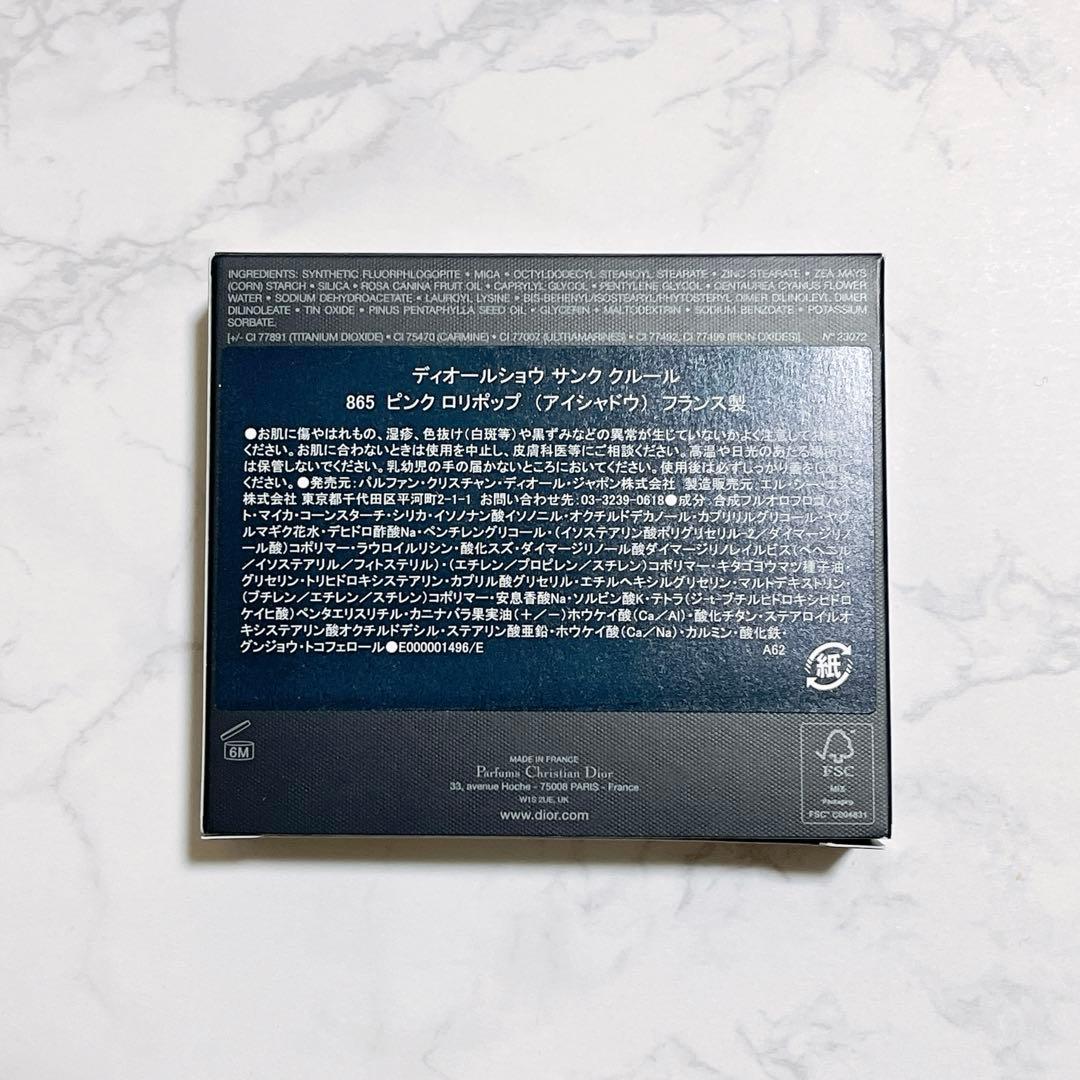 INGREDIENTS: SYNTHETIC FLUORPHLOGOPITE • MICA • OCTYLDODECYL STEAROYL STEARATE • ZINC STEARATE • ZEA MAYS
(CORN) STARCH • SILICA • ROSA CANINA FRUIT OIL • CAPRYLYL GLYCOL • PENTYLENE GLYCOL • CENTAUREA CYANUS FLOWER
WATER • SODIUM DEHYDROACETATE • LAUROYL LYSINE • BIS-BEHENYL/ISOSTEARYL/PHYTOSTERYL DIMER DILINOLEYL DIMER
DILINOLEATE • TIN OXIDE • PINUS PENTAPHYLLA SEED OIL • GLYCERIN • MALTODEXTRIN • SODIUM BENZOATE • POTASSIUM
SORBATE.
[+/- CI 77891 (TITANIUM DIOXIDE) • CI 75470 (CARMINE) • CI 77007 (ULTRAMARINES) • CI 77492, CI 77499 (IRON OXIDES)]. N° 23072
ディオールショウ サンク クルール
865 ピンク ロリポップ (アイシャドウ) フランス製
●お肌に傷やはれもの、湿疹、色抜け(白斑等)や黒ずみなどの異常が生じていないかよく注意して
ください。お肌に合わないときは使用を中止し、皮膚科医等にご相談ください。高温や日光のあたる場所に
は保管しないでください。乳幼児の手の届かないところにおいてください。使用後は必ずしっかり蓋をしめて
ください。●発売元:パルファン・クリスチャン・ディオール・ジャポン株式会社 製造販売元:エル・シー・エフ
株式会社 東京都千代田区平河町2-1-1 お問い合わせ先:03-3239-0618●成分:合成フルオロフロゴパイ
ト・マイカ・コーンスターチ・シリカ・イソノナン酸イソノニル・オクチルドデカノール・カプリリルグリコール・ヤグ
ルマギク花水・デヒドロ酢酸Na・ペンチレングリコール・(イソステアリン酸ポリグリセリル-2/ダイマージリノ
ール酸)コポリマー・ラウロイルリシン・酸化スズ・ダイマージリノール酸ダイマージリノレイルビス(ベヘニル
/イソステアリル/フィトステリル)・(エチレン/プロピレン/スチレン)コポリマー・キタゴヨウマツ種子油・
グリセリン・トリヒドロキシステアリン・カプリル酸グリセリル・エチルヘキシルグリセリン・マルトデキストリン・
(ブチレン/エチレン/スチレン)コポリマー・安息香酸Na・ソルビン酸K・テトラ(ジ-t-ブチルヒドロキシヒドロ
ケイヒ酸)ペンタエリスリチル・カニナバラ果実油(+/-)ホウケイ酸(Ca/Al)・酸化チタン・ステアロイルオ
キシステアリン酸オクチルドデシル・ステアリン酸亜鉛・ホウケイ酸(Ca/Na)・カルミン・酸化鉄・
グンジョウ・トコフェロール●E000001496/E A62
紙
6M
MADE IN FRANCE
Parfums Christian Dior
33, avenue Hoche - 75008 PARIS - France
W1S 2UE, UK
www.dior.com
FSC
MIX
Packaging
FSC® C004831